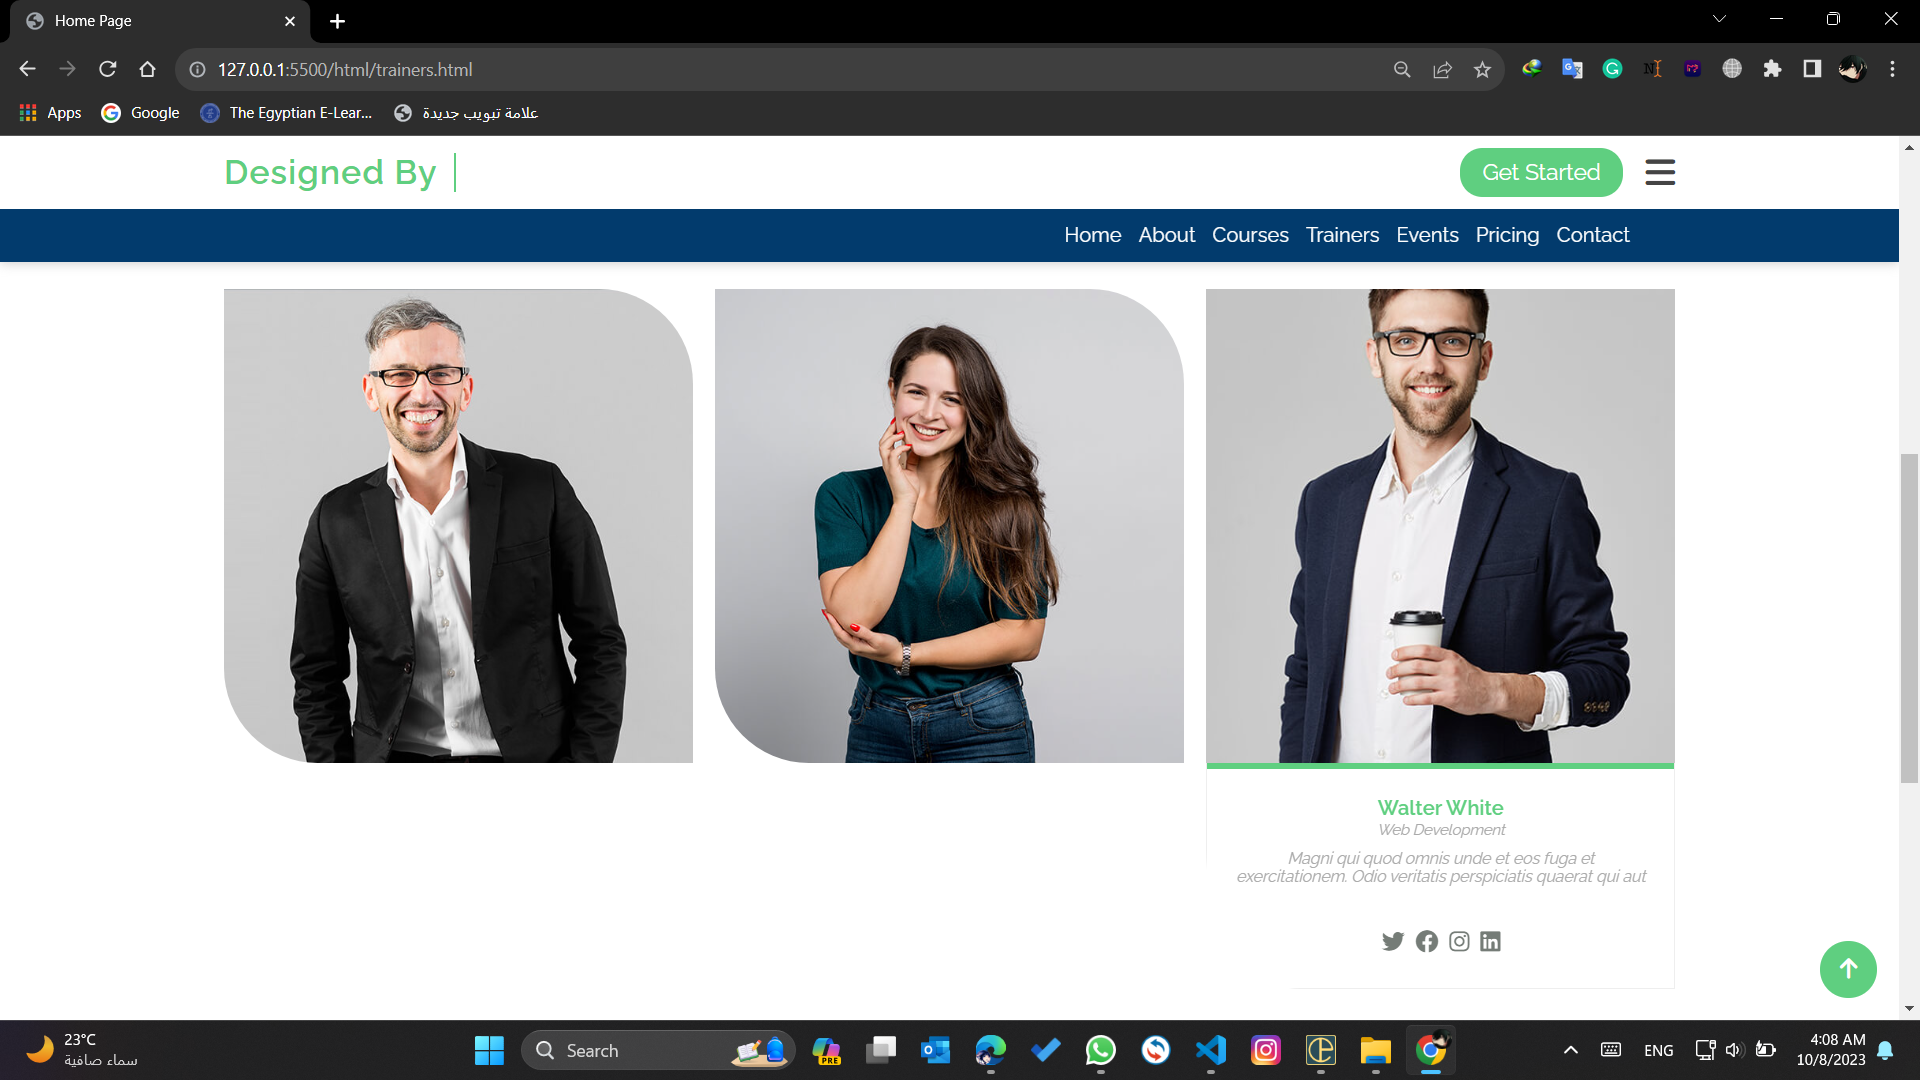 Home Page
127.0.0.1:5500/html/trainers.html
Apps
Google
The Egyptian E-Lear...
علامة تبويب جديدة
Designed By
Get Started
Home About Courses Trainers Events Pricing Contact
Walter White
Web Development
Magni qui quod omnis unde et eos fuga et
exercitationem. Odio veritatis perspiciatis quaerat qui aut
23°C
سماء صافية
Search
PRE
ENG
4:08 AM
10/8/2023